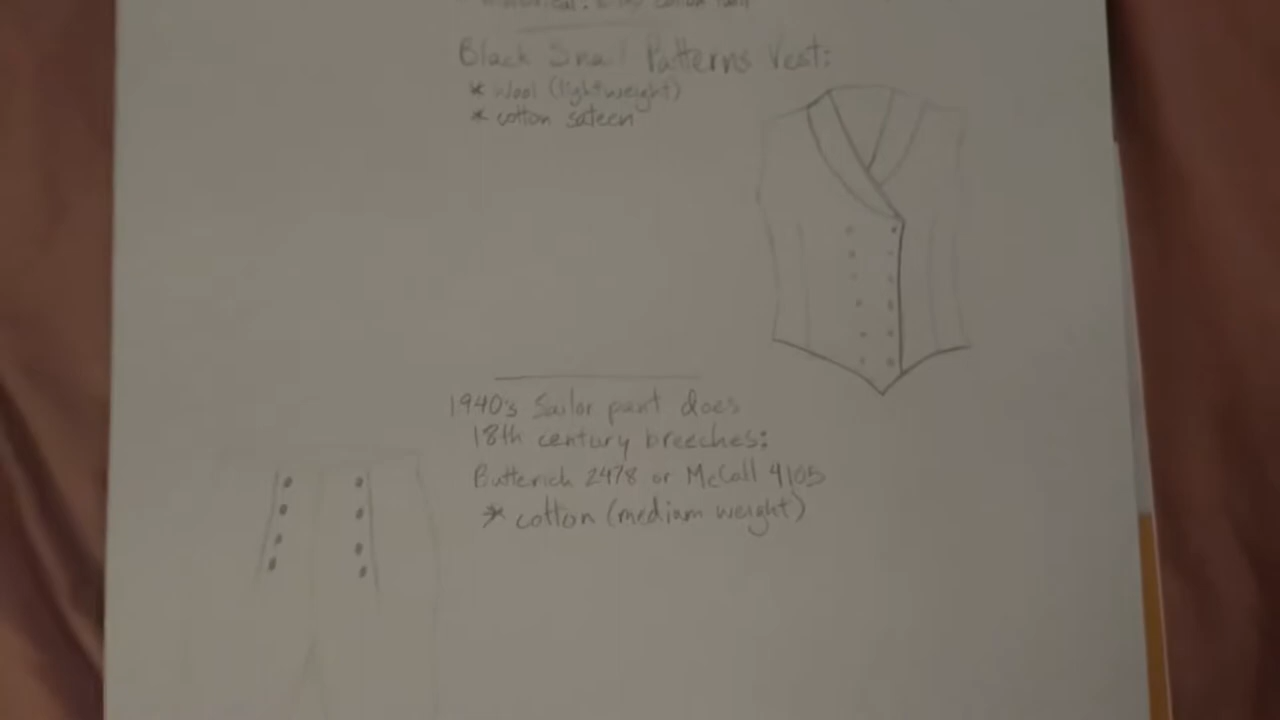 Black Snail Patterns Vest:
* Wool (lightweight)
* cotton sateen
1940's Sailor pant does
18th century breeches:
Butterick 2478 or McCall 4105
* cotton (medium weight)